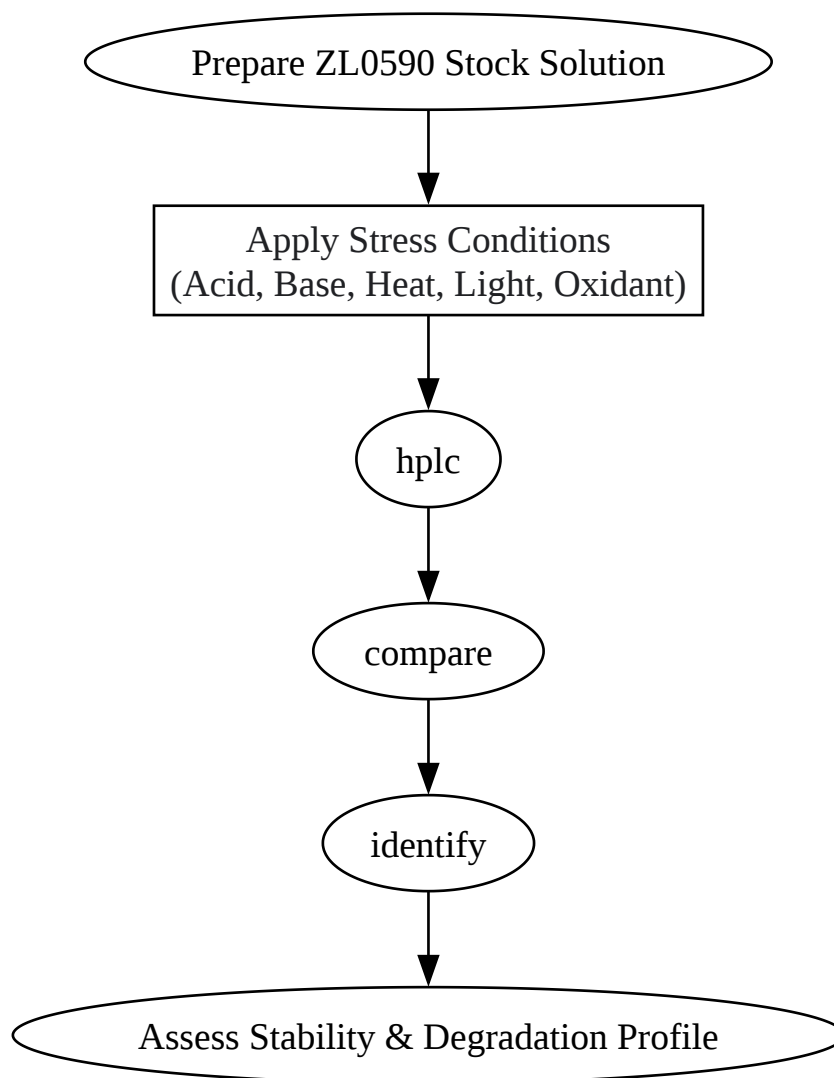 Prepare ZL0590 Stock Solution
Apply Stress Conditions
(Acid, Base, Heat, Light, Oxidant)
hplc
compare
identify
Assess Stability & Degradation Profile